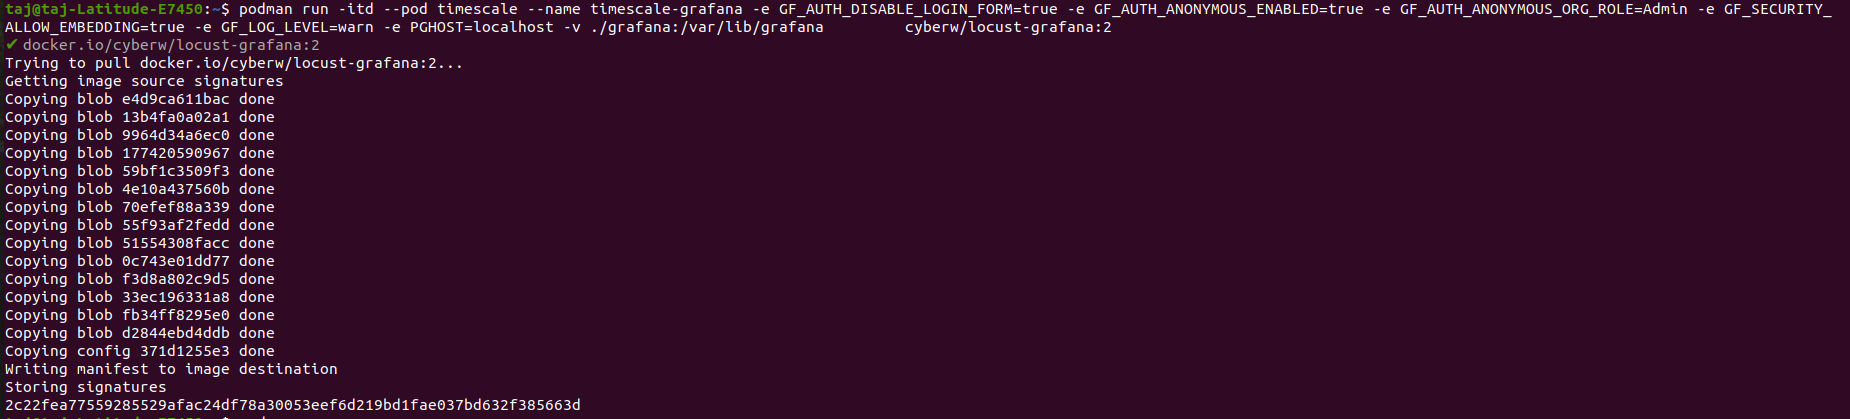 taj@taj-Latitude-E7450:~$ podman run -itd --pod timescale --name timescale-grafana -e GF_AUTH_DISABLE_LOGIN_FORM=true -e GF_AUTH_ANONYMOUS_ENABLED=true -e GF_AUTH_ANONYMOUS_ORG_ROLE=Admin -e GF_SECURITY_
ALLOW_EMBEDDING=true -e GF_LOG_LEVEL=warn -e PGHOST=localhost -v ./grafana:/var/lib/grafana         cyberw/locust-grafana:2
✔ docker.io/cyberw/locust-grafana:2
Trying to pull docker.io/cyberw/locust-grafana:2...
Getting image source signatures
Copying blob e4d9ca611bac done
Copying blob 13b4fa0a02a1 done
Copying blob 9964d34a6ec0 done
Copying blob 177420590967 done
Copying blob 59bf1c3509f3 done
Copying blob 4e10a437560b done
Copying blob 70efef88a339 done
Copying blob 55f93af2fedd done
Copying blob 51554308facc done
Copying blob 0c743e01dd77 done
Copying blob f3d8a802c9d5 done
Copying blob 33ec196331a8 done
Copying blob fb34ff8295e0 done
Copying blob d2844ebd4ddb done
Copying config 371d1255e3 done
Writing manifest to image destination
Storing signatures
2c22fea77559285529afac24df78a30053eef6d219bd1fae037bd632f385663d